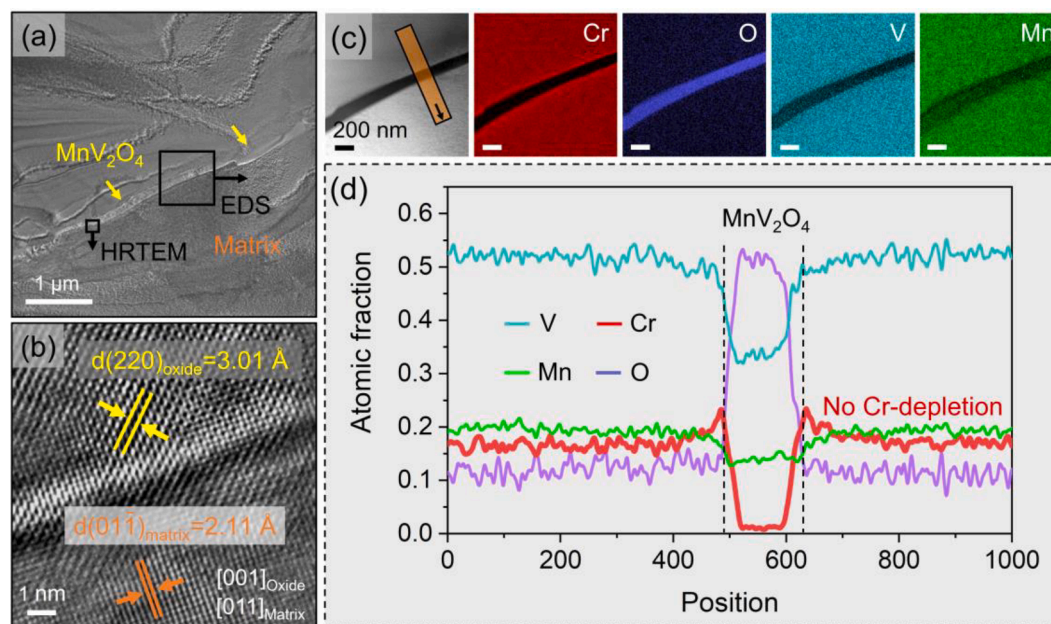 (a)
MnV₂O₄
EDS
HRTEM
Matrix
1 μm
(b)
d(220)oxide=3.01 Å
d(011̄)matrix=2.11 Å
[001]Oxide
[011]Matrix
1 nm
(c)
200 nm
Cr
O
V
Mn
(d)
MnV₂O₄
V
Cr
Mn
O
No Cr-depletion
Atomic fraction
0.6
0.5
0.4
0.3
0.2
0.1
0.0
0
200
400
600
800
1000
Position